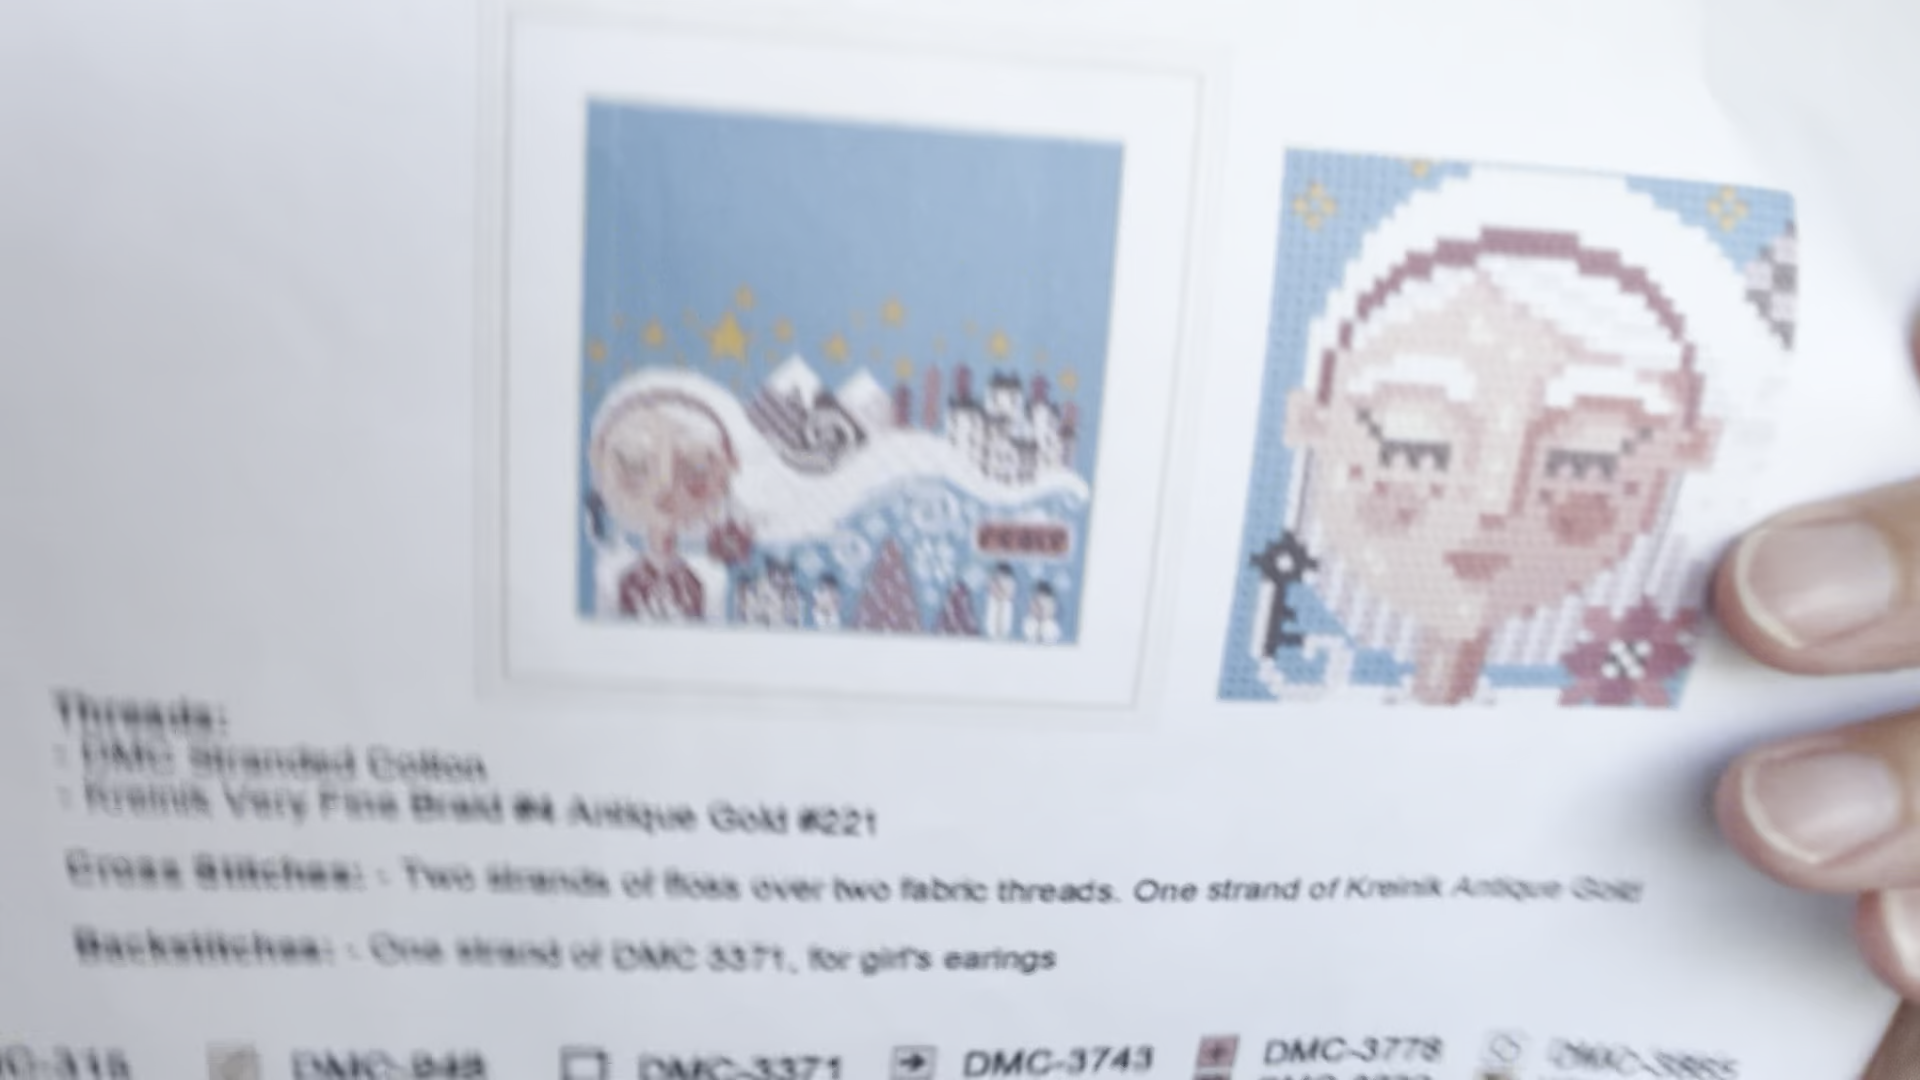 PEACE
Threads:
- DMC Stranded Cotton
- Kreinik Very Fine Braid #4 Antique Gold #221
Cross Stitches: - Two strands of floss over two fabric threads. One strand of Kreinik Antique Gold
Backstitches: - One strand of DMC 3371, for girl's earings
DMC-3371 DMC-3743 DMC-3778